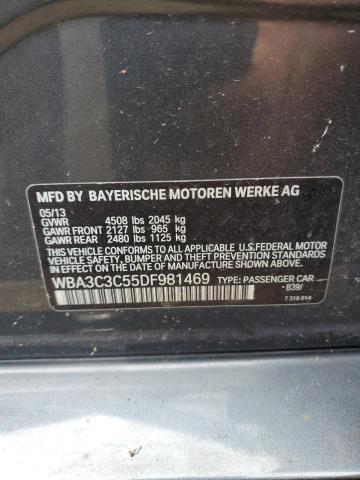 MFD BY BAYERISCHE MOTOREN WERKE AG
05/13
GVWR 4508 lbs 2045 kg
GAWR FRONT 2127 lbs 965 kg
GAWR REAR 2480 lbs 1125 kg
THIS VEHICLE CONFORMS TO ALL APPLICABLE U.S.FEDERAL MOTOR
VEHICLE SAFETY, BUMPER AND THEFT PREVENTION STANDARDS
IN EFFECT ON THE DATE OF MANUFACTURE SHOWN ABOVE.
WBA3C3C55DF981469 TYPE: PASSENGER CAR
-B39/